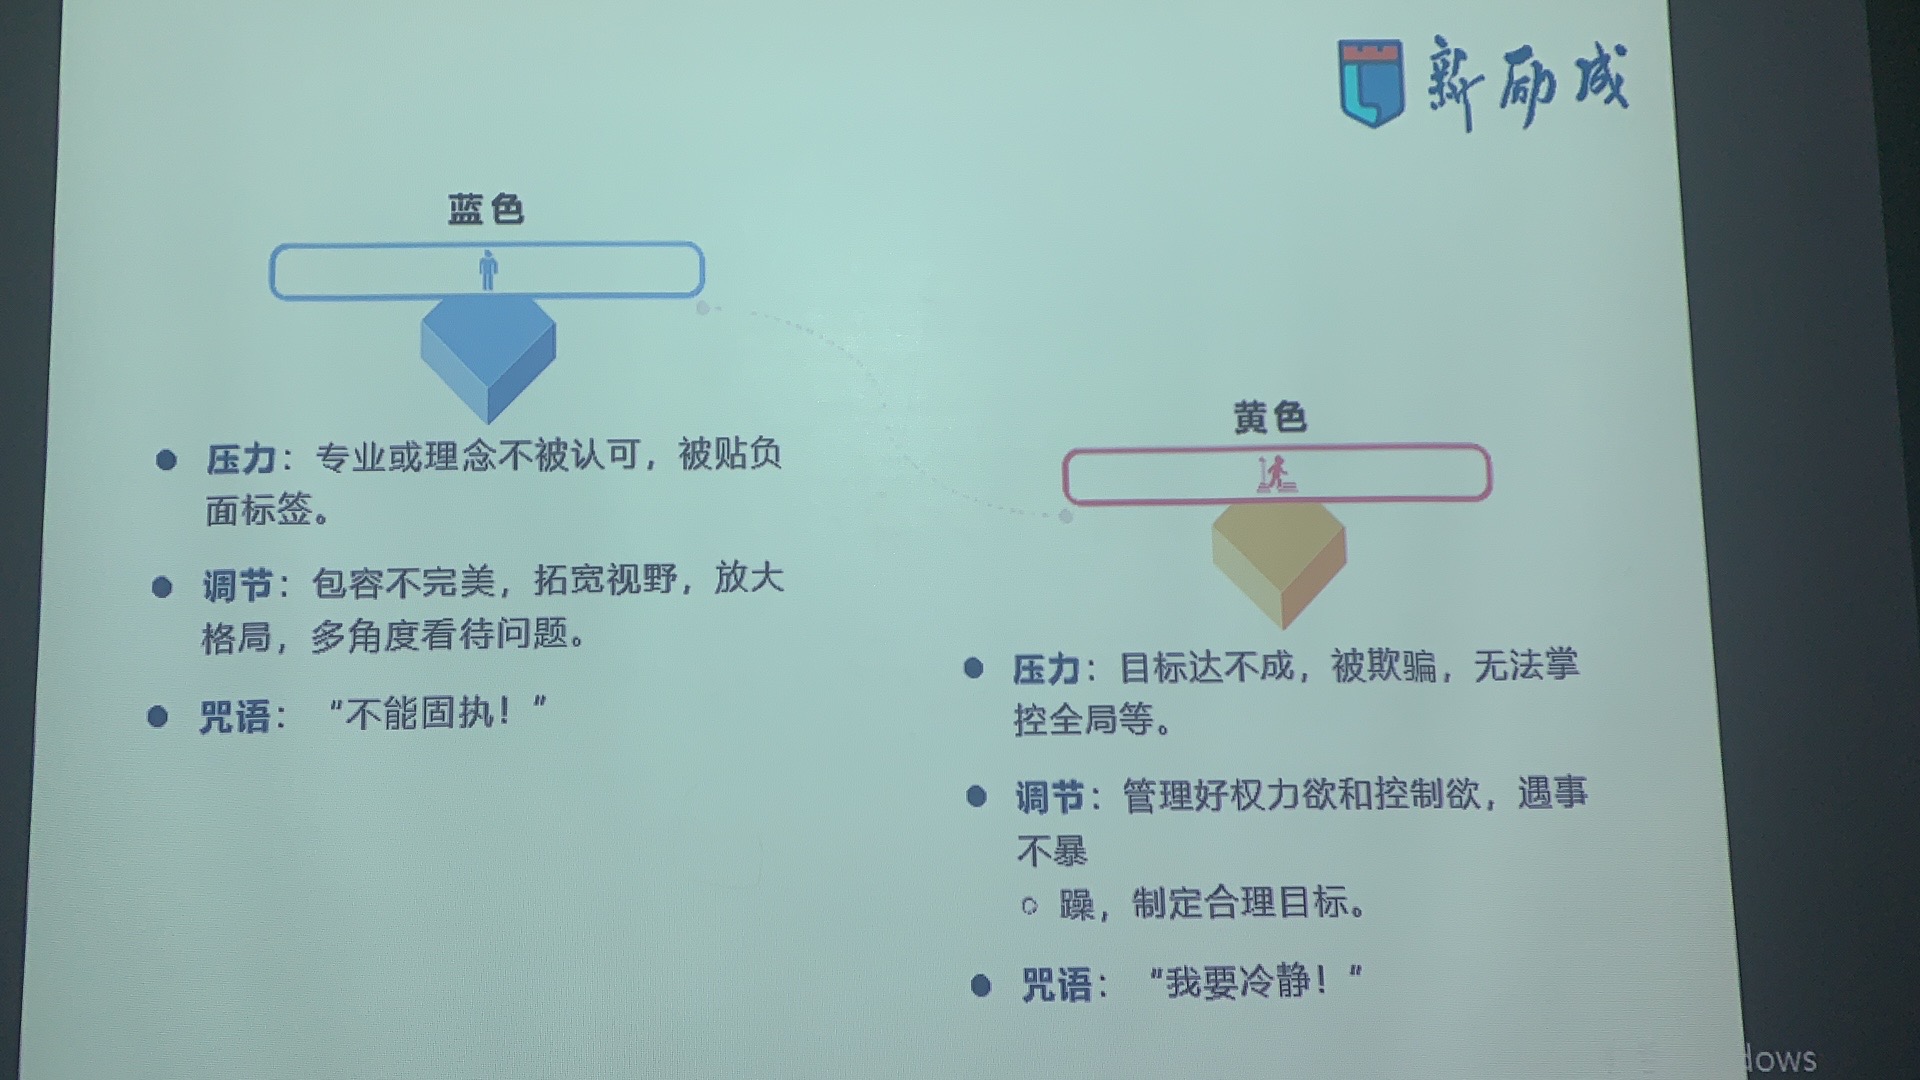 新励成
蓝色
压力：专业或理念不被认可，被贴负
面标签。
调节：包容不完美，拓宽视野，放大
格局，多角度看待问题。
咒语：“不能固执！”
黄色
压力：目标达不成，被欺骗，无法掌
控全局等。
调节：管理好权力欲和控制欲，遇事
不暴
躁，制定合理目标。
咒语：“我要冷静！”
dows